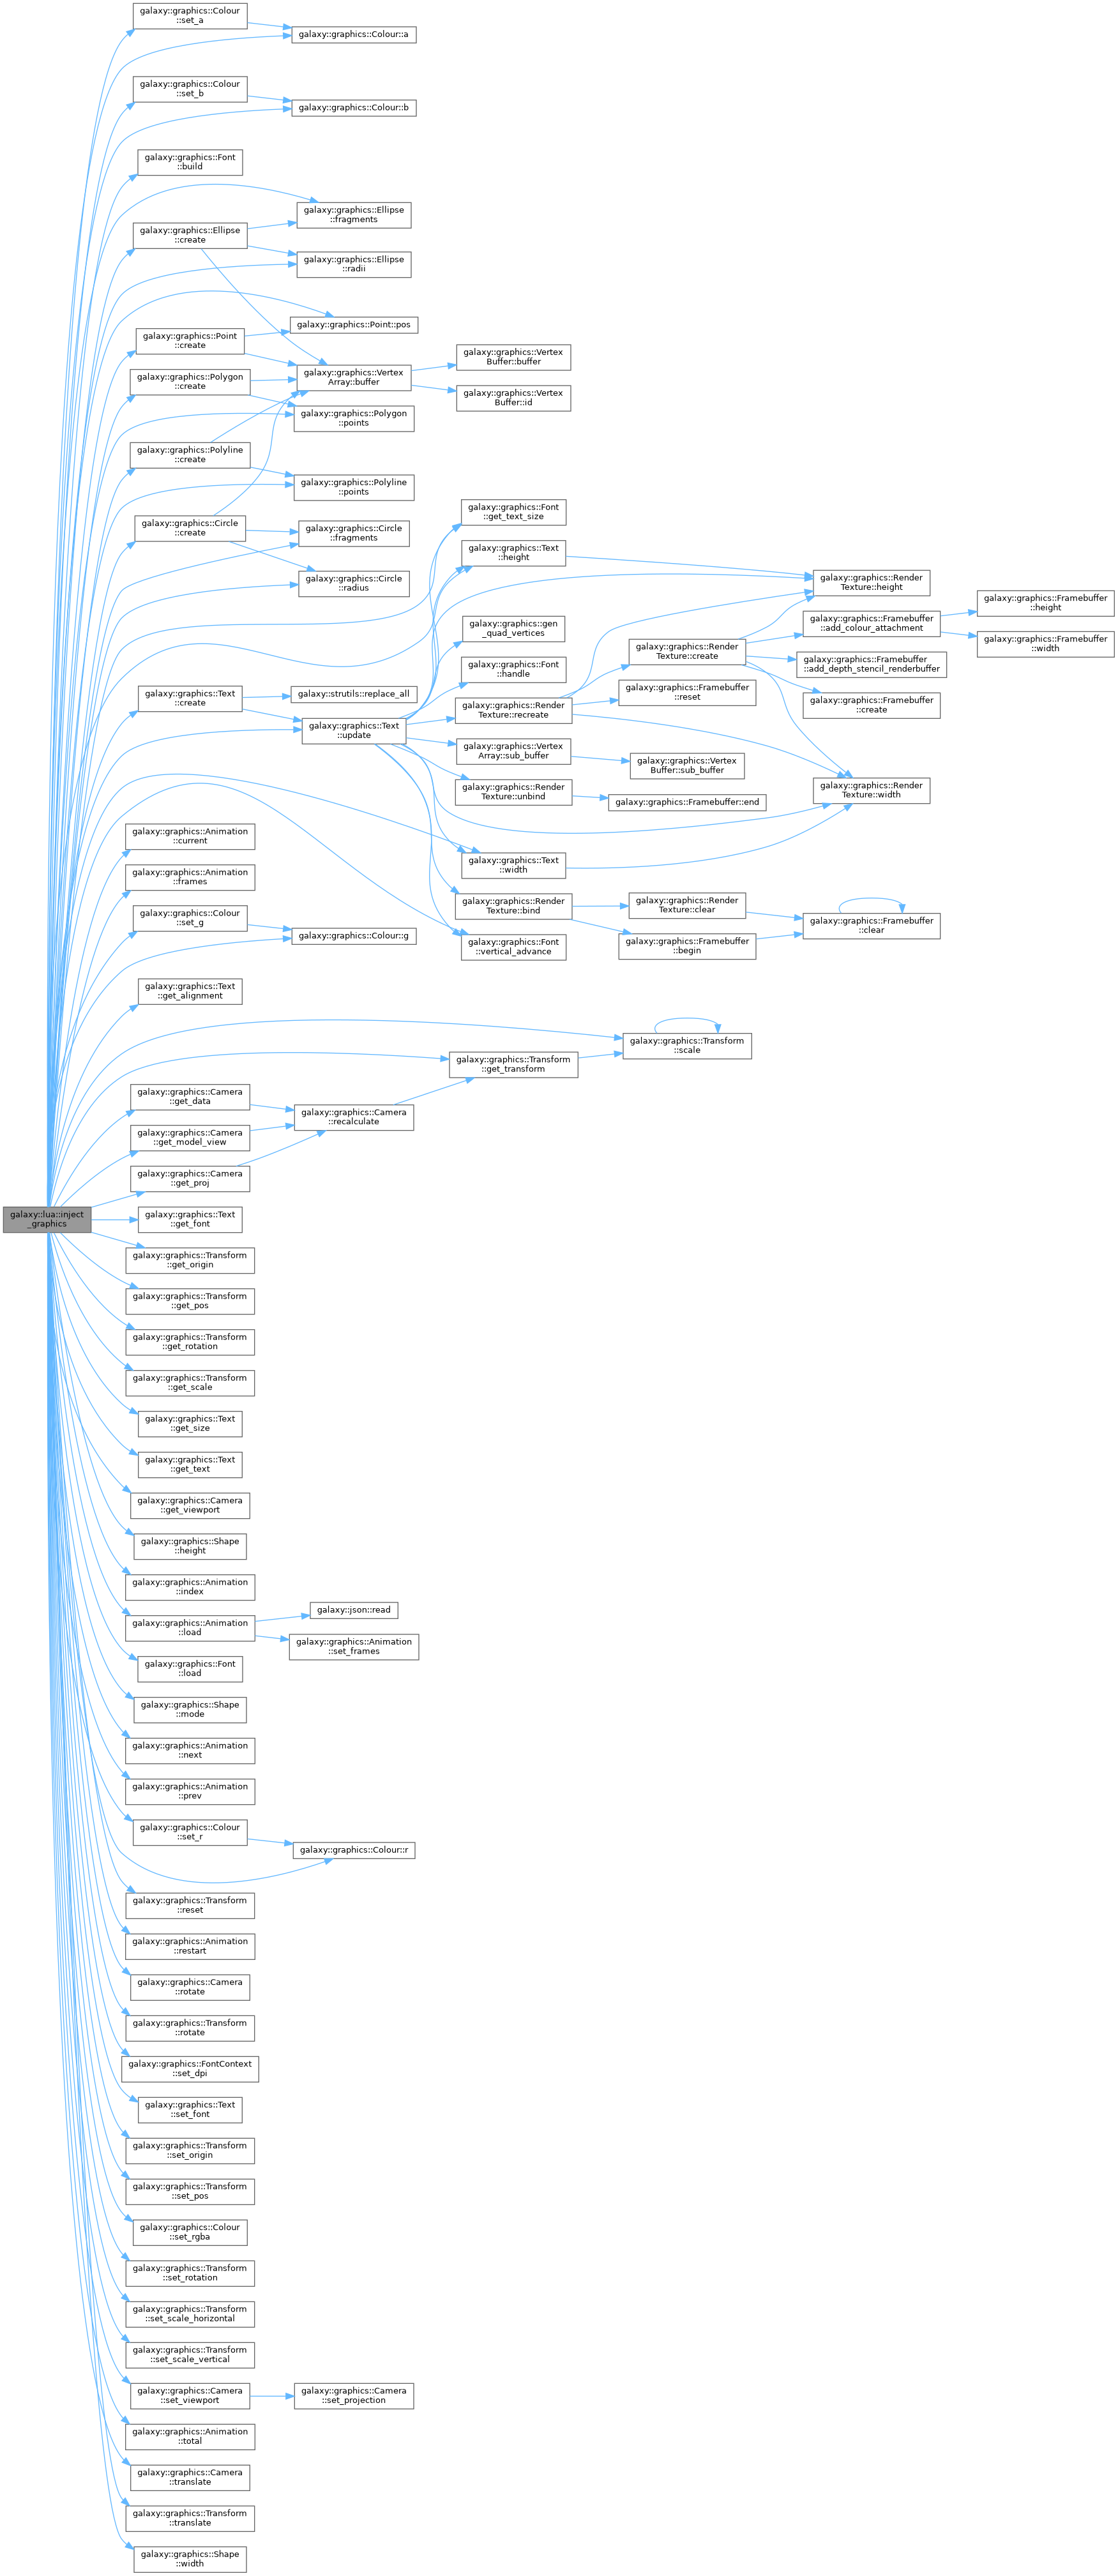 galaxy::graphics::Colour
::set_a
galaxy::graphics::Colour::a
galaxy::graphics::Colour
::set_b
galaxy::graphics::Colour::b
galaxy::graphics::Font
::build
galaxy::graphics::Ellipse
::fragments
galaxy::graphics::Ellipse
::create
galaxy::graphics::Ellipse
::radii
galaxy::graphics::Point::pos
galaxy::graphics::Point
::create
galaxy::graphics::Vertex
Buffer::buffer
galaxy::graphics::Vertex
Array::buffer
galaxy::graphics::Polygon
::create
galaxy::graphics::Vertex
Buffer::id
galaxy::graphics::Polygon
::points
galaxy::graphics::Polyline
::create
galaxy::graphics::Polyline
::points
galaxy::graphics::Font
::get_text_size
galaxy::graphics::Circle
::create
galaxy::graphics::Circle
::fragments
galaxy::graphics::Text
::height
galaxy::graphics::Circle
::radius
galaxy::graphics::Render
Texture::height
galaxy::graphics::Framebuffer
::height
galaxy::graphics::gen
_quad_vertices
galaxy::graphics::Framebuffer
::add_colour_attachment
galaxy::graphics::Framebuffer
::width
galaxy::graphics::Render
Texture::create
galaxy::graphics::Font
::handle
galaxy::graphics::Framebuffer
::add_depth_stencil_renderbuffer
galaxy::graphics::Text
::create
galaxy::strutils::replace_all
galaxy::graphics::Framebuffer
::reset
galaxy::graphics::Render
Texture::recreate
galaxy::graphics::Framebuffer
::create
galaxy::graphics::Text
::update
galaxy::graphics::Vertex
Array::sub_buffer
galaxy::graphics::Vertex
Buffer::sub_buffer
galaxy::graphics::Render
Texture::unbind
galaxy::graphics::Framebuffer::end
galaxy::graphics::Render
Texture::width
galaxy::graphics::Animation
::current
galaxy::graphics::Text
::width
galaxy::graphics::Animation
::frames
galaxy::graphics::Render
Texture::bind
galaxy::graphics::Render
Texture::clear
galaxy::graphics::Colour
::set_g
galaxy::graphics::Colour::g
galaxy::graphics::Font
::vertical_advance
galaxy::graphics::Framebuffer
::begin
galaxy::graphics::Framebuffer
::clear
galaxy::graphics::Text
::get_alignment
galaxy::graphics::Transform
::scale
galaxy::graphics::Transform
::get_transform
galaxy::graphics::Camera
::get_data
galaxy::graphics::Camera
::recalculate
galaxy::graphics::Camera
::get_model_view
galaxy::graphics::Camera
::get_proj
galaxy::lua::inject
_graphics
galaxy::graphics::Text
::get_font
galaxy::graphics::Transform
::get_origin
galaxy::graphics::Transform
::get_pos
galaxy::graphics::Transform
::get_rotation
galaxy::graphics::Transform
::get_scale
galaxy::graphics::Text
::get_size
galaxy::graphics::Text
::get_text
galaxy::graphics::Camera
::get_viewport
galaxy::graphics::Shape
::height
galaxy::graphics::Animation
::index
galaxy::graphics::Animation
::load
galaxy::json::read
galaxy::graphics::Animation
::set_frames
galaxy::graphics::Font
::load
galaxy::graphics::Shape
::mode
galaxy::graphics::Animation
::next
galaxy::graphics::Animation
::prev
galaxy::graphics::Colour
::set_r
galaxy::graphics::Colour::r
galaxy::graphics::Transform
::reset
galaxy::graphics::Animation
::restart
galaxy::graphics::Camera
::rotate
galaxy::graphics::Transform
::rotate
galaxy::graphics::FontContext
::set_dpi
galaxy::graphics::Text
::set_font
galaxy::graphics::Transform
::set_origin
galaxy::graphics::Transform
::set_pos
galaxy::graphics::Colour
::set_rgba
galaxy::graphics::Transform
::set_rotation
galaxy::graphics::Transform
::set_scale_horizontal
galaxy::graphics::Transform
::set_scale_vertical
galaxy::graphics::Camera
::set_viewport
galaxy::graphics::Camera
::set_projection
galaxy::graphics::Animation
::total
galaxy::graphics::Camera
::translate
galaxy::graphics::Transform
::translate
galaxy::graphics::Shape
::width